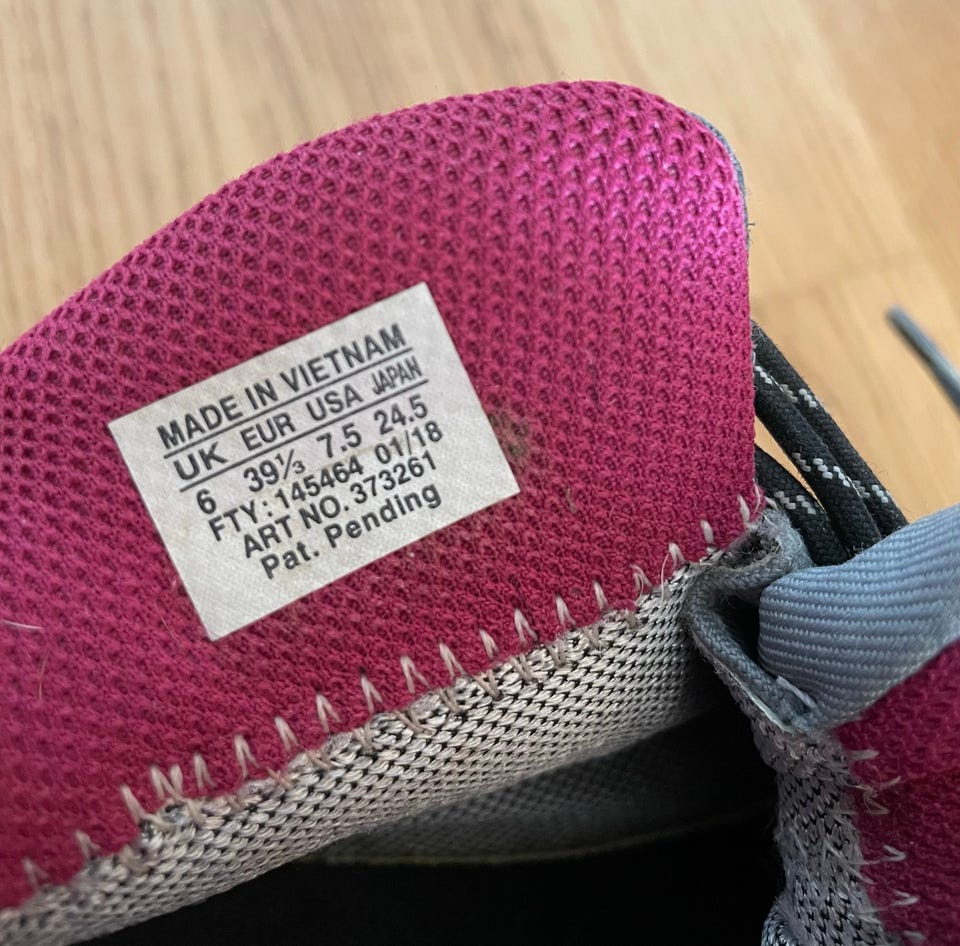 MADE IN VIETNAM
UK EUR USA JAPAN
6 39⅓ 7.5 24.5
FTY: 145464 01/18
ART NO. 373261
Pat. Pending